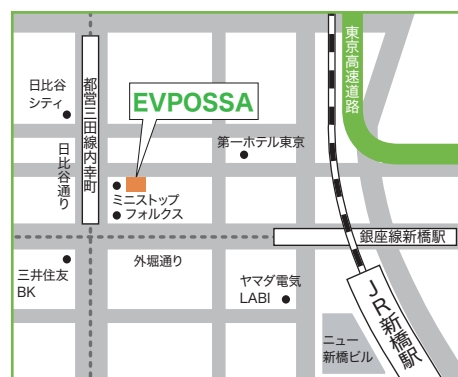 日比谷
シティ
都営三田線内幸町
EVPOSSA
東京高速道路
第一ホテル東京
日比谷通り
ミニストップ
フォルクス
銀座線新橋駅
外堀通り
三井住友
BK
ヤマダ電気
LABI
JR新橋駅
ニュー
新橋ビル